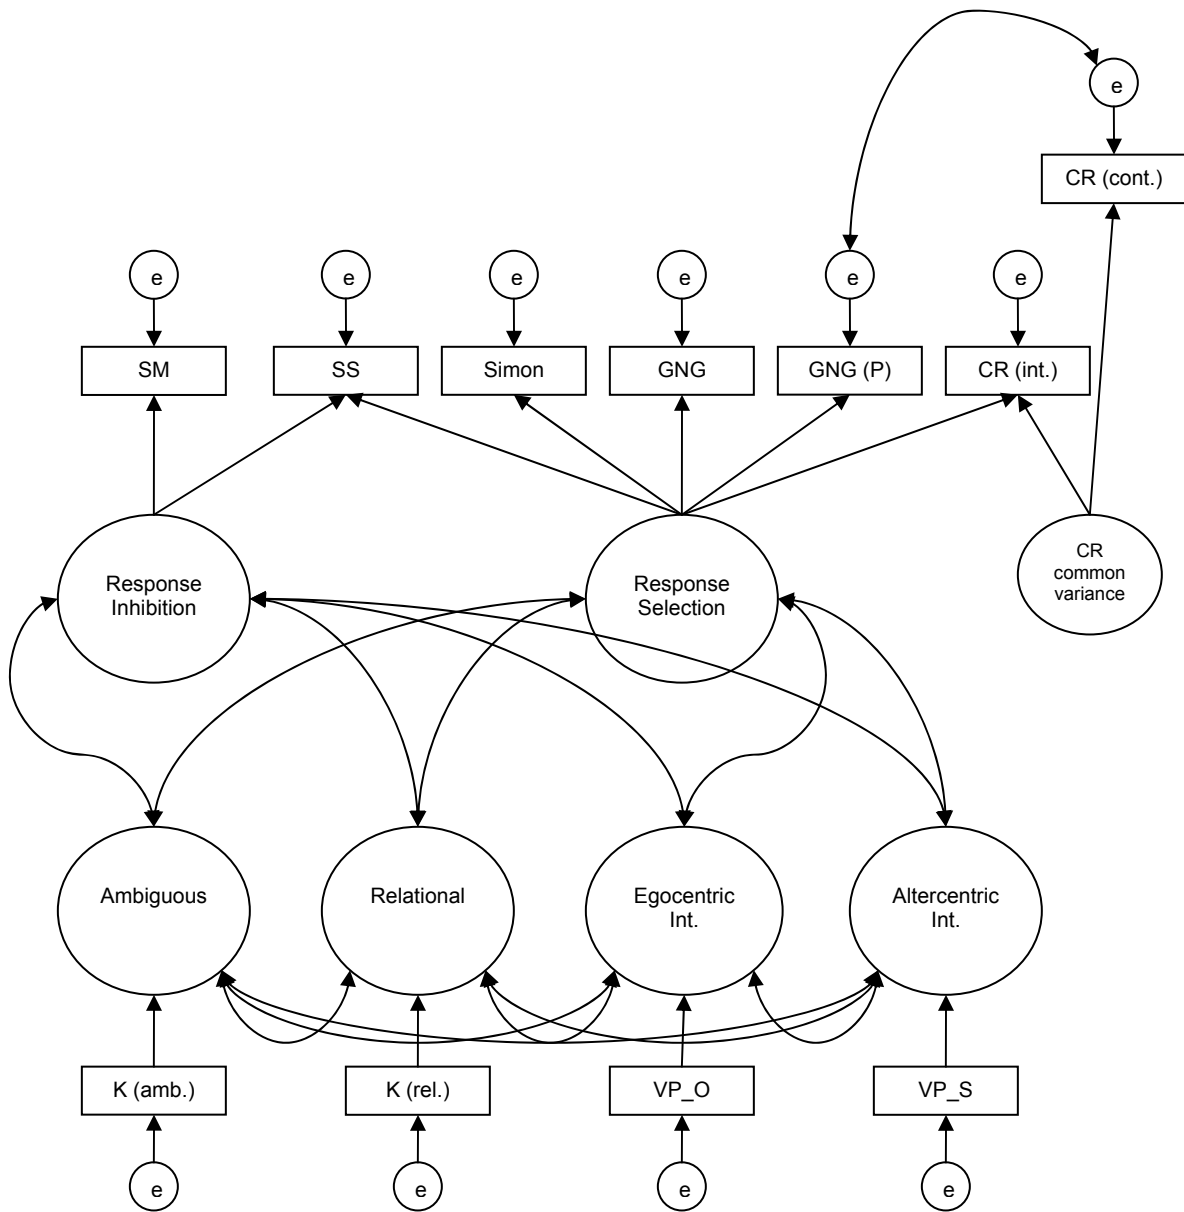 e
CR (cont.)
e
e
e
e
e
e
SM
SS
Simon
GNG
GNG (P)
CR (int.)
Response
Inhibition
Response
Selection
CR
common
variance
Ambiguous
Relational
Egocentric
Int.
Altercentric
Int.
K (amb.)
K (rel.)
VP_O
VP_S
e
e
e
e